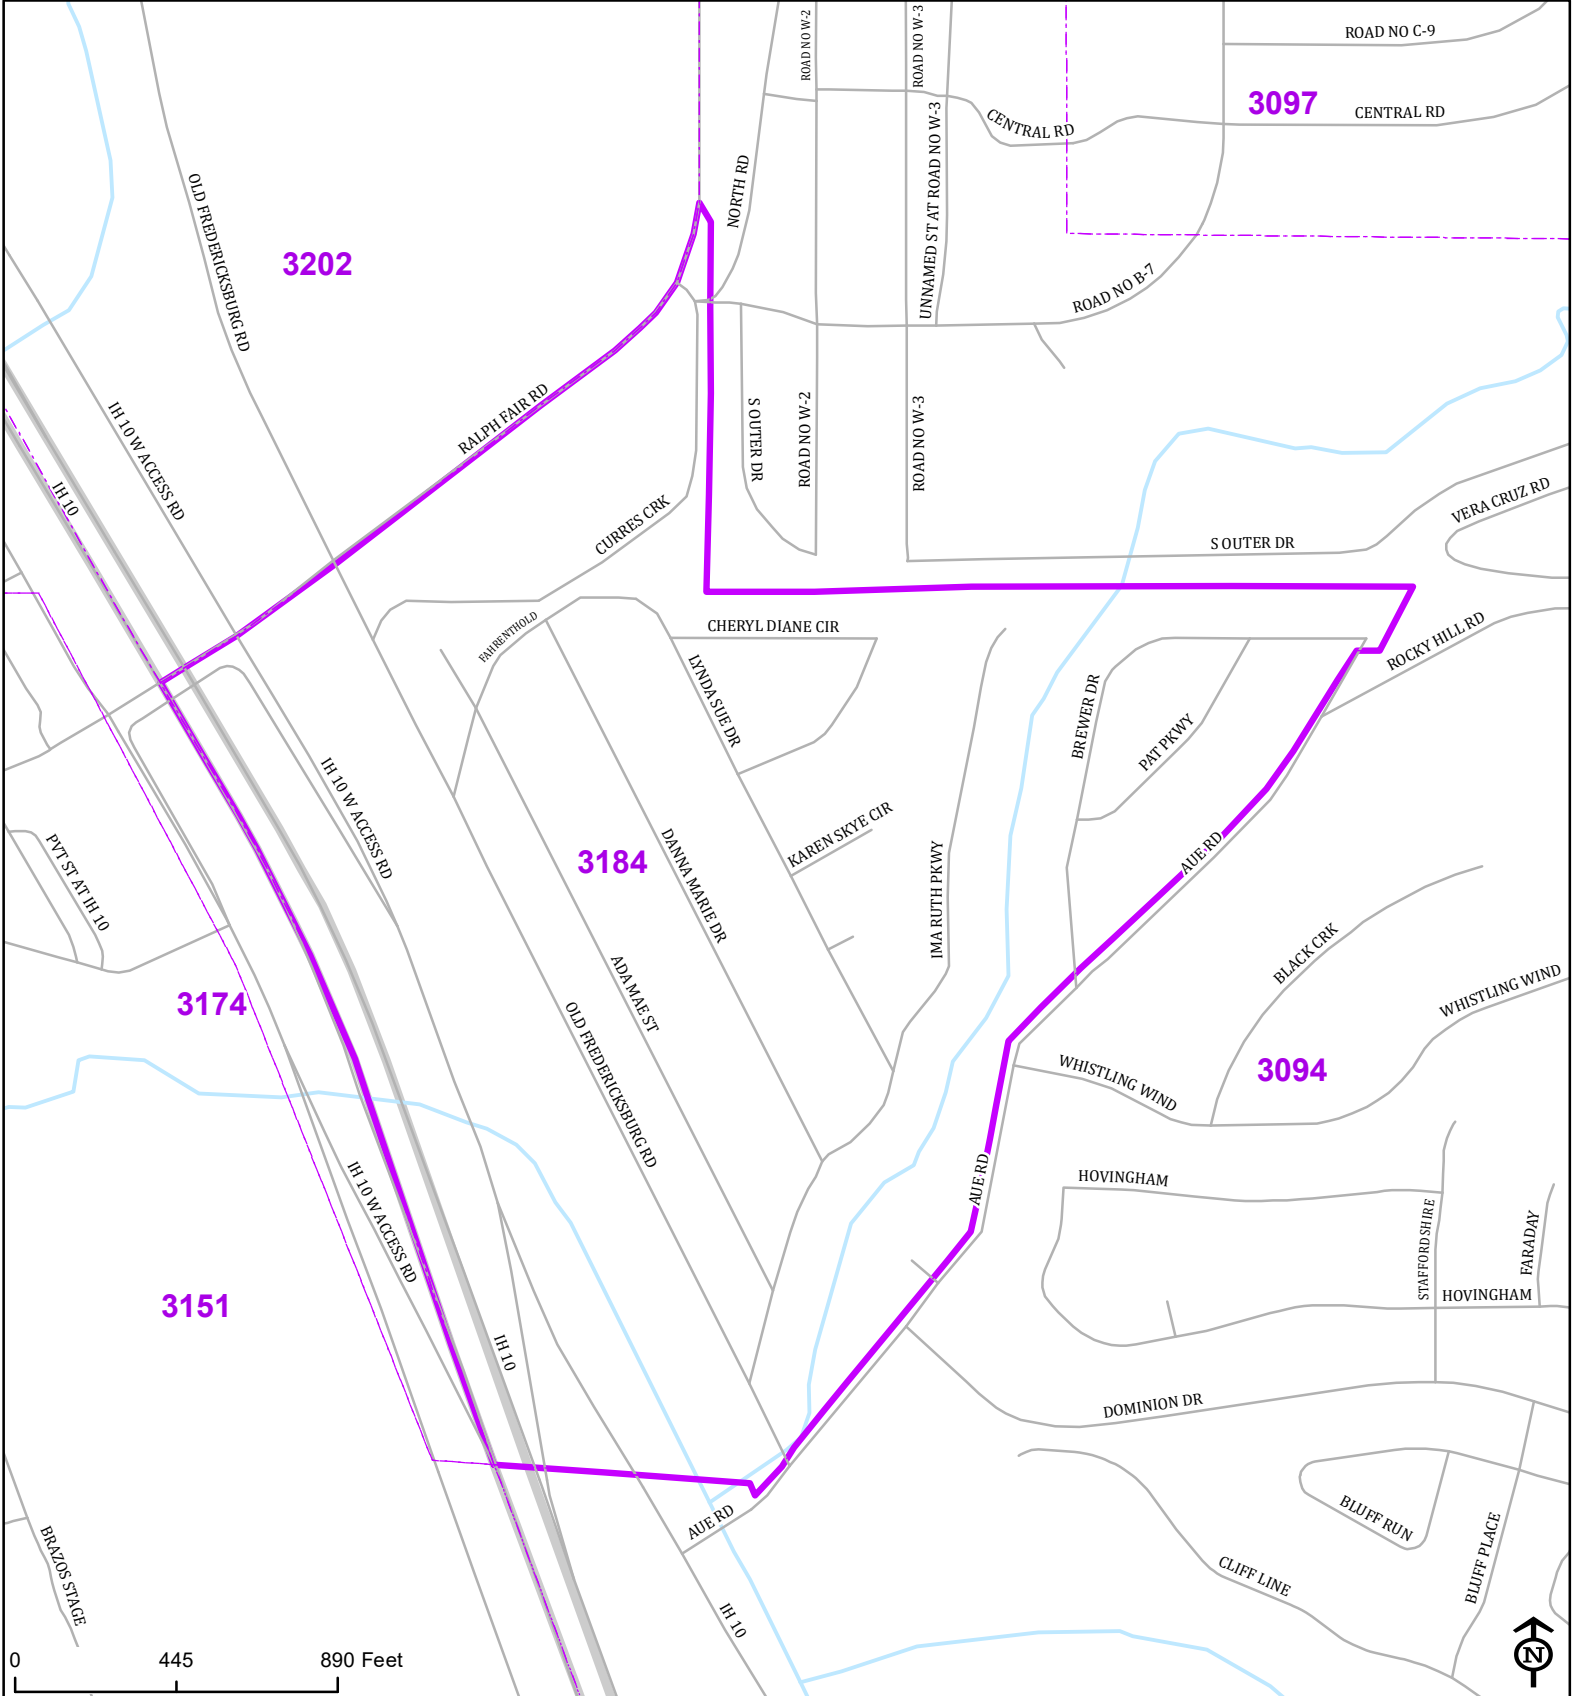 ROAD NO W-2
ROAD NO W-3
ROAD NO C-9
3097
CENTRAL RD
CENTRAL RD
UNNAMED ST AT ROAD NO W-3
NORTH RD
OLD FREDERICKSBURG RD
3202
ROAD NO B-7
RALPH FAIR RD
IH 10 W ACCESS RD
IH 10
S OUTER DR
ROAD NO W-2
ROAD NO W-3
CURRES CRK
VERA CRUZ RD
S OUTER DR
FAHRENTHOLD
CHERYL DIANE CIR
ROCKY HILL RD
LYNDA SUE DR
BREWER DR
PAT PKWY
IH 10 W ACCESS RD
KAREN SKYE CIR
3184
DANNA MARIE DR
AUE RD
PVT ST AT IH 10
IMA RUTH PKWY
BLACK CRK
WHISTLING WIND
ADA MAE ST
3174
OLD FREDERICKSBURG RD
WHISTLING WIND
3094
AUE RD
HOVINGHAM
IH 10 W ACCESS RD
STAFFORDSHIRE
FARADAY
HOVINGHAM
3151
IH 10
DOMINION DR
AUE RD
BLUFF RUN
BLUFF PLACE
BRAZOS STAGE
CLIFF LINE
IH 10
N
0 445 890 Feet